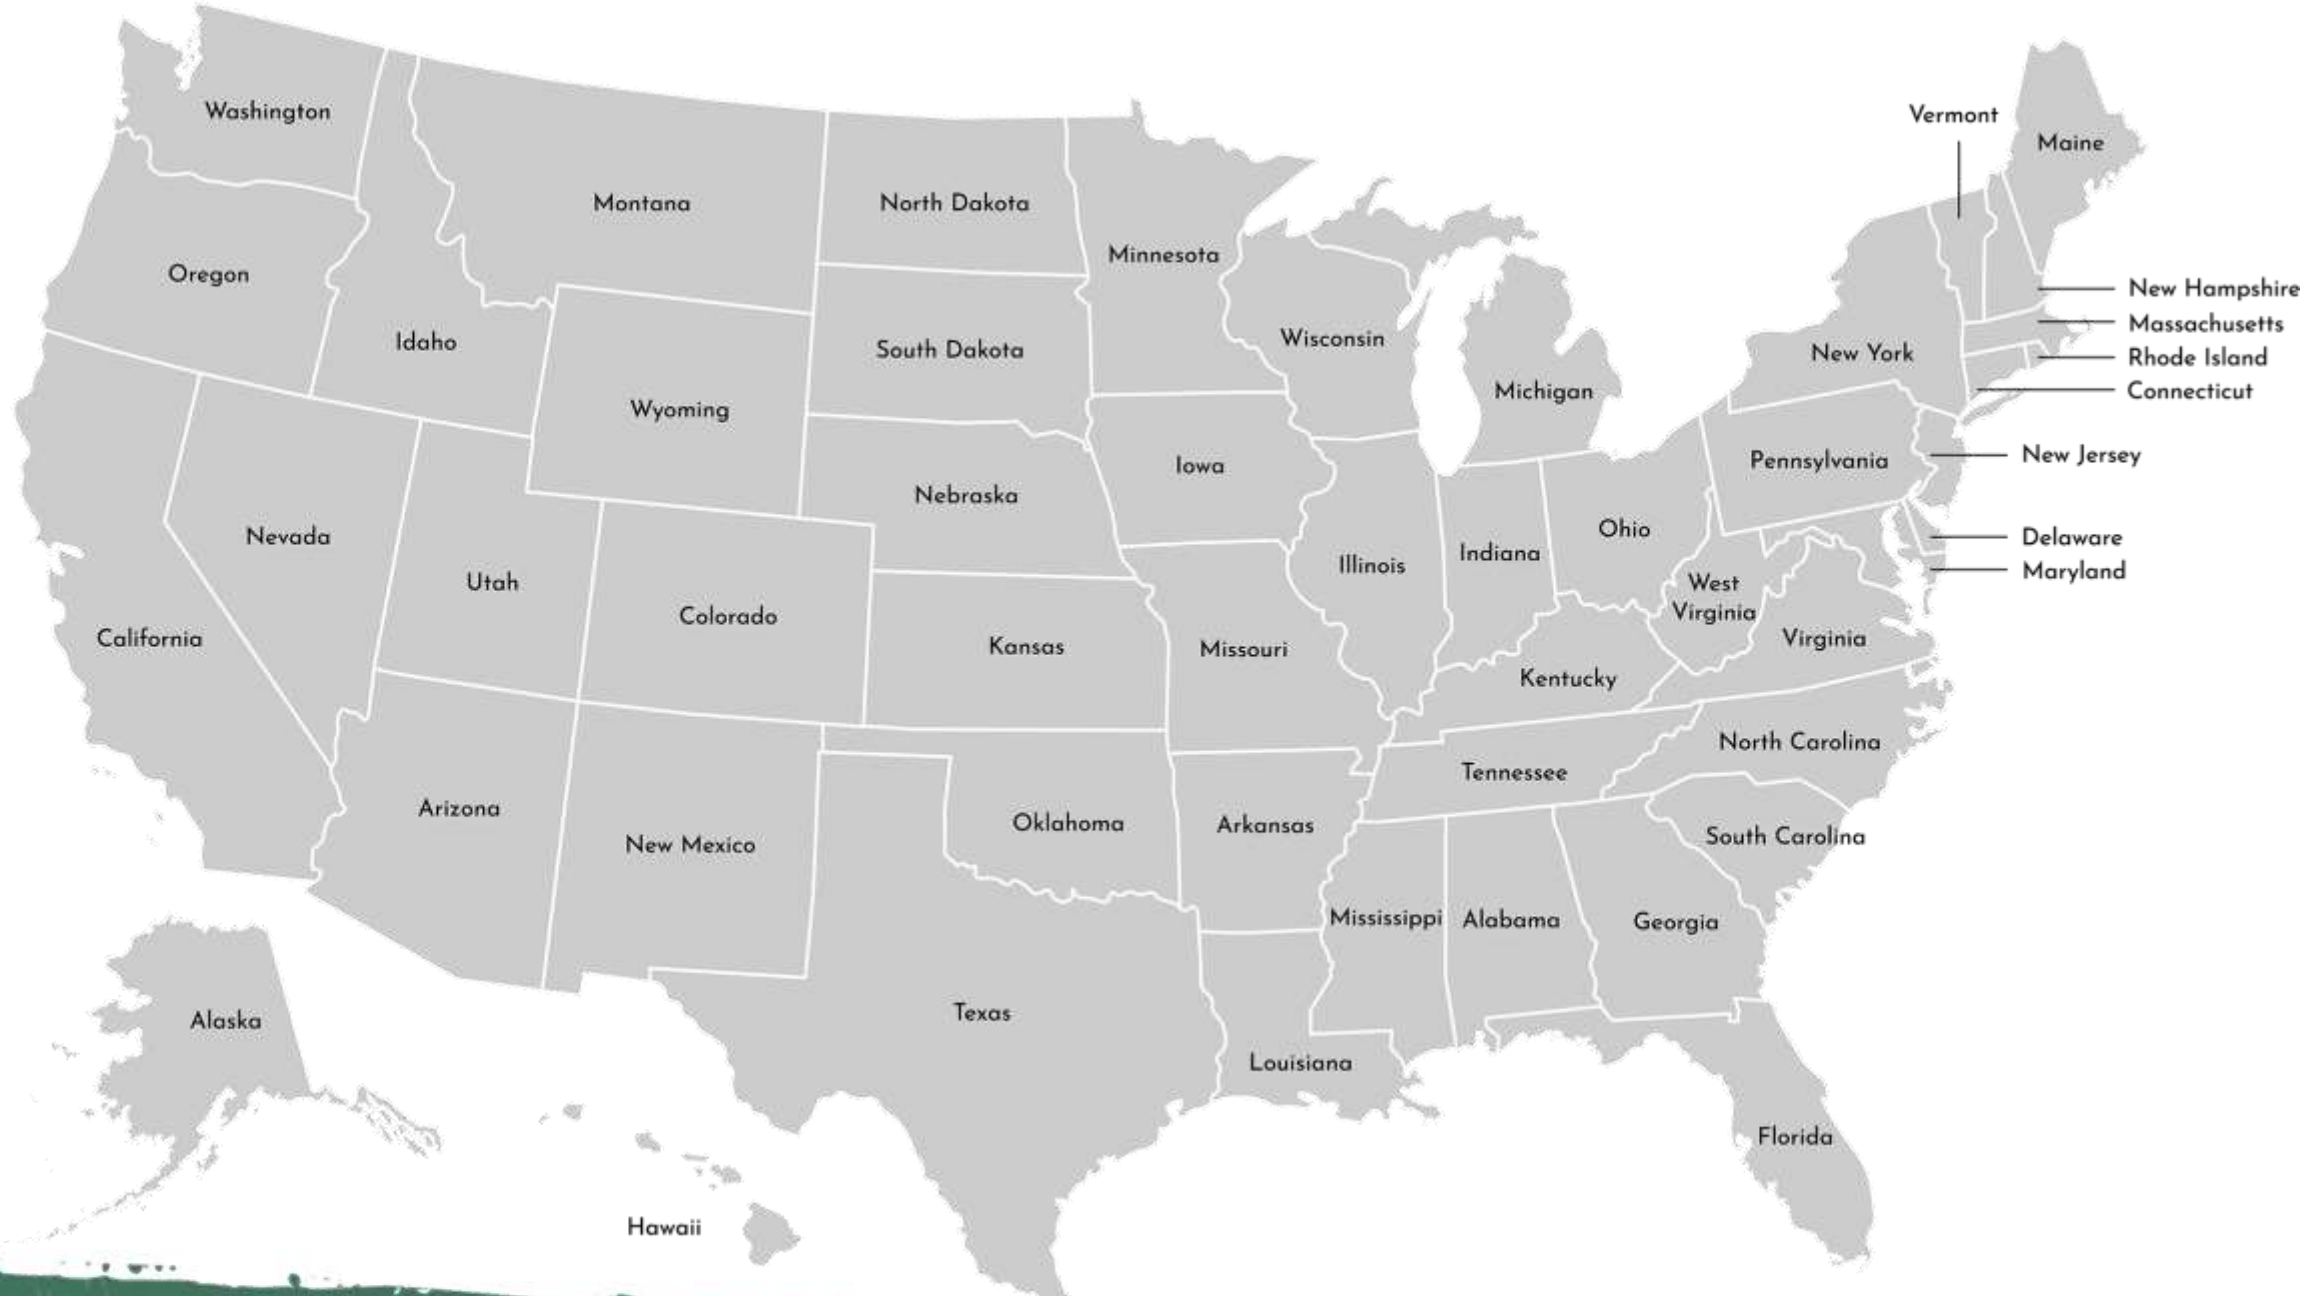 Washington
Vermont
Maine
Montana
North Dakota
Minnesota
Oregon
New Hampshire
Massachusetts
Idaho
South Dakota
Wisconsin
New York
Rhode Island
Connecticut
Wyoming
Michigan
New Jersey
Pennsylvania
Iowa
Nebraska
Nevada
Ohio
Delaware
Maryland
Utah
Illinois
Indiana
West
Virginia
Colorado
California
Kansas
Missouri
Virginia
Kentucky
North Carolina
Tennessee
Arizona
Oklahoma
Arkansas
New Mexico
South Carolina
Mississippi
Alabama
Georgia
Alaska
Texas
Louisiana
Florida
Hawaii